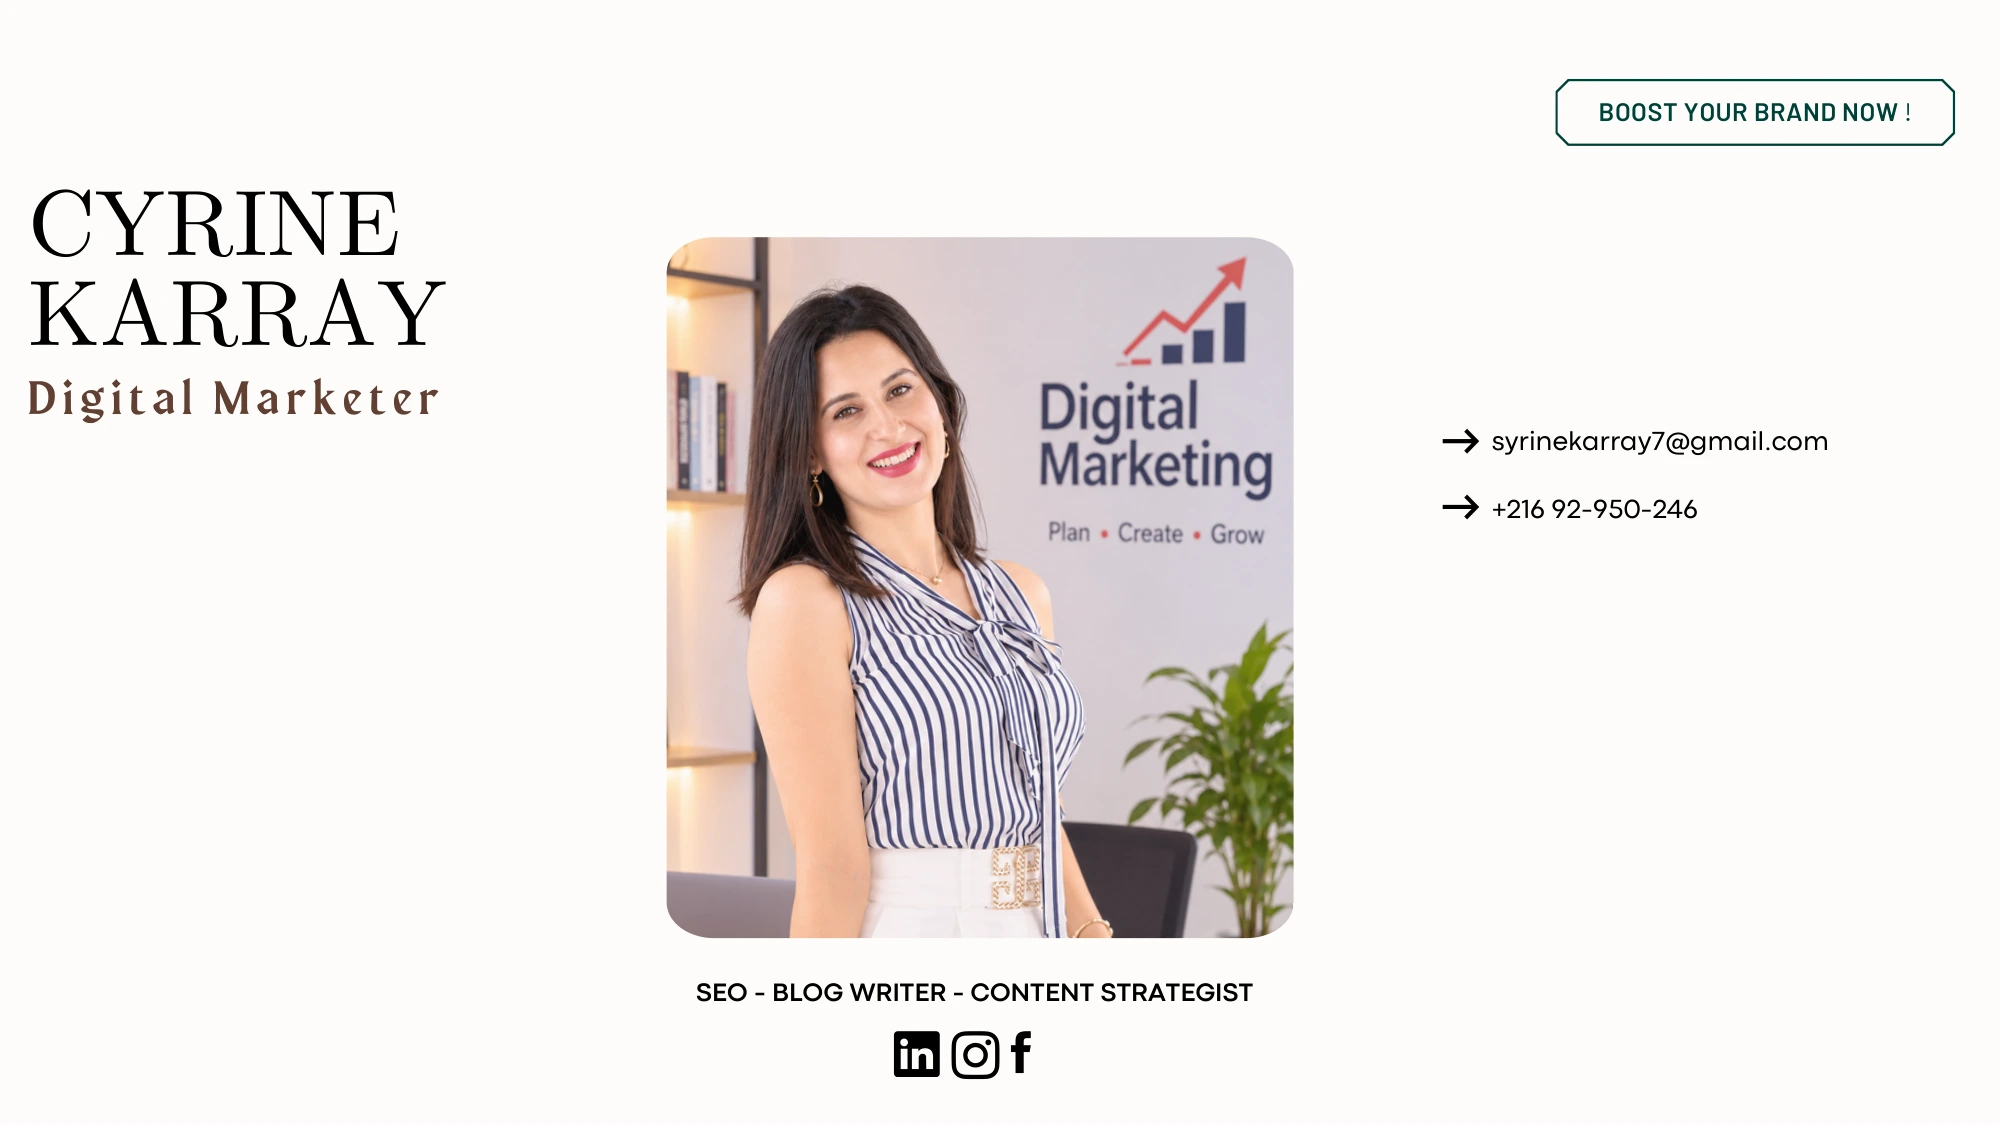 BOOST YOUR BRAND NOW !
CYRINE
KARRAY
Digital Marketer
Digital
Marketing
Plan • Create • Grow
syrinekarray7@gmail.com
+216 92-950-246
SEO - BLOG WRITER - CONTENT STRATEGIST